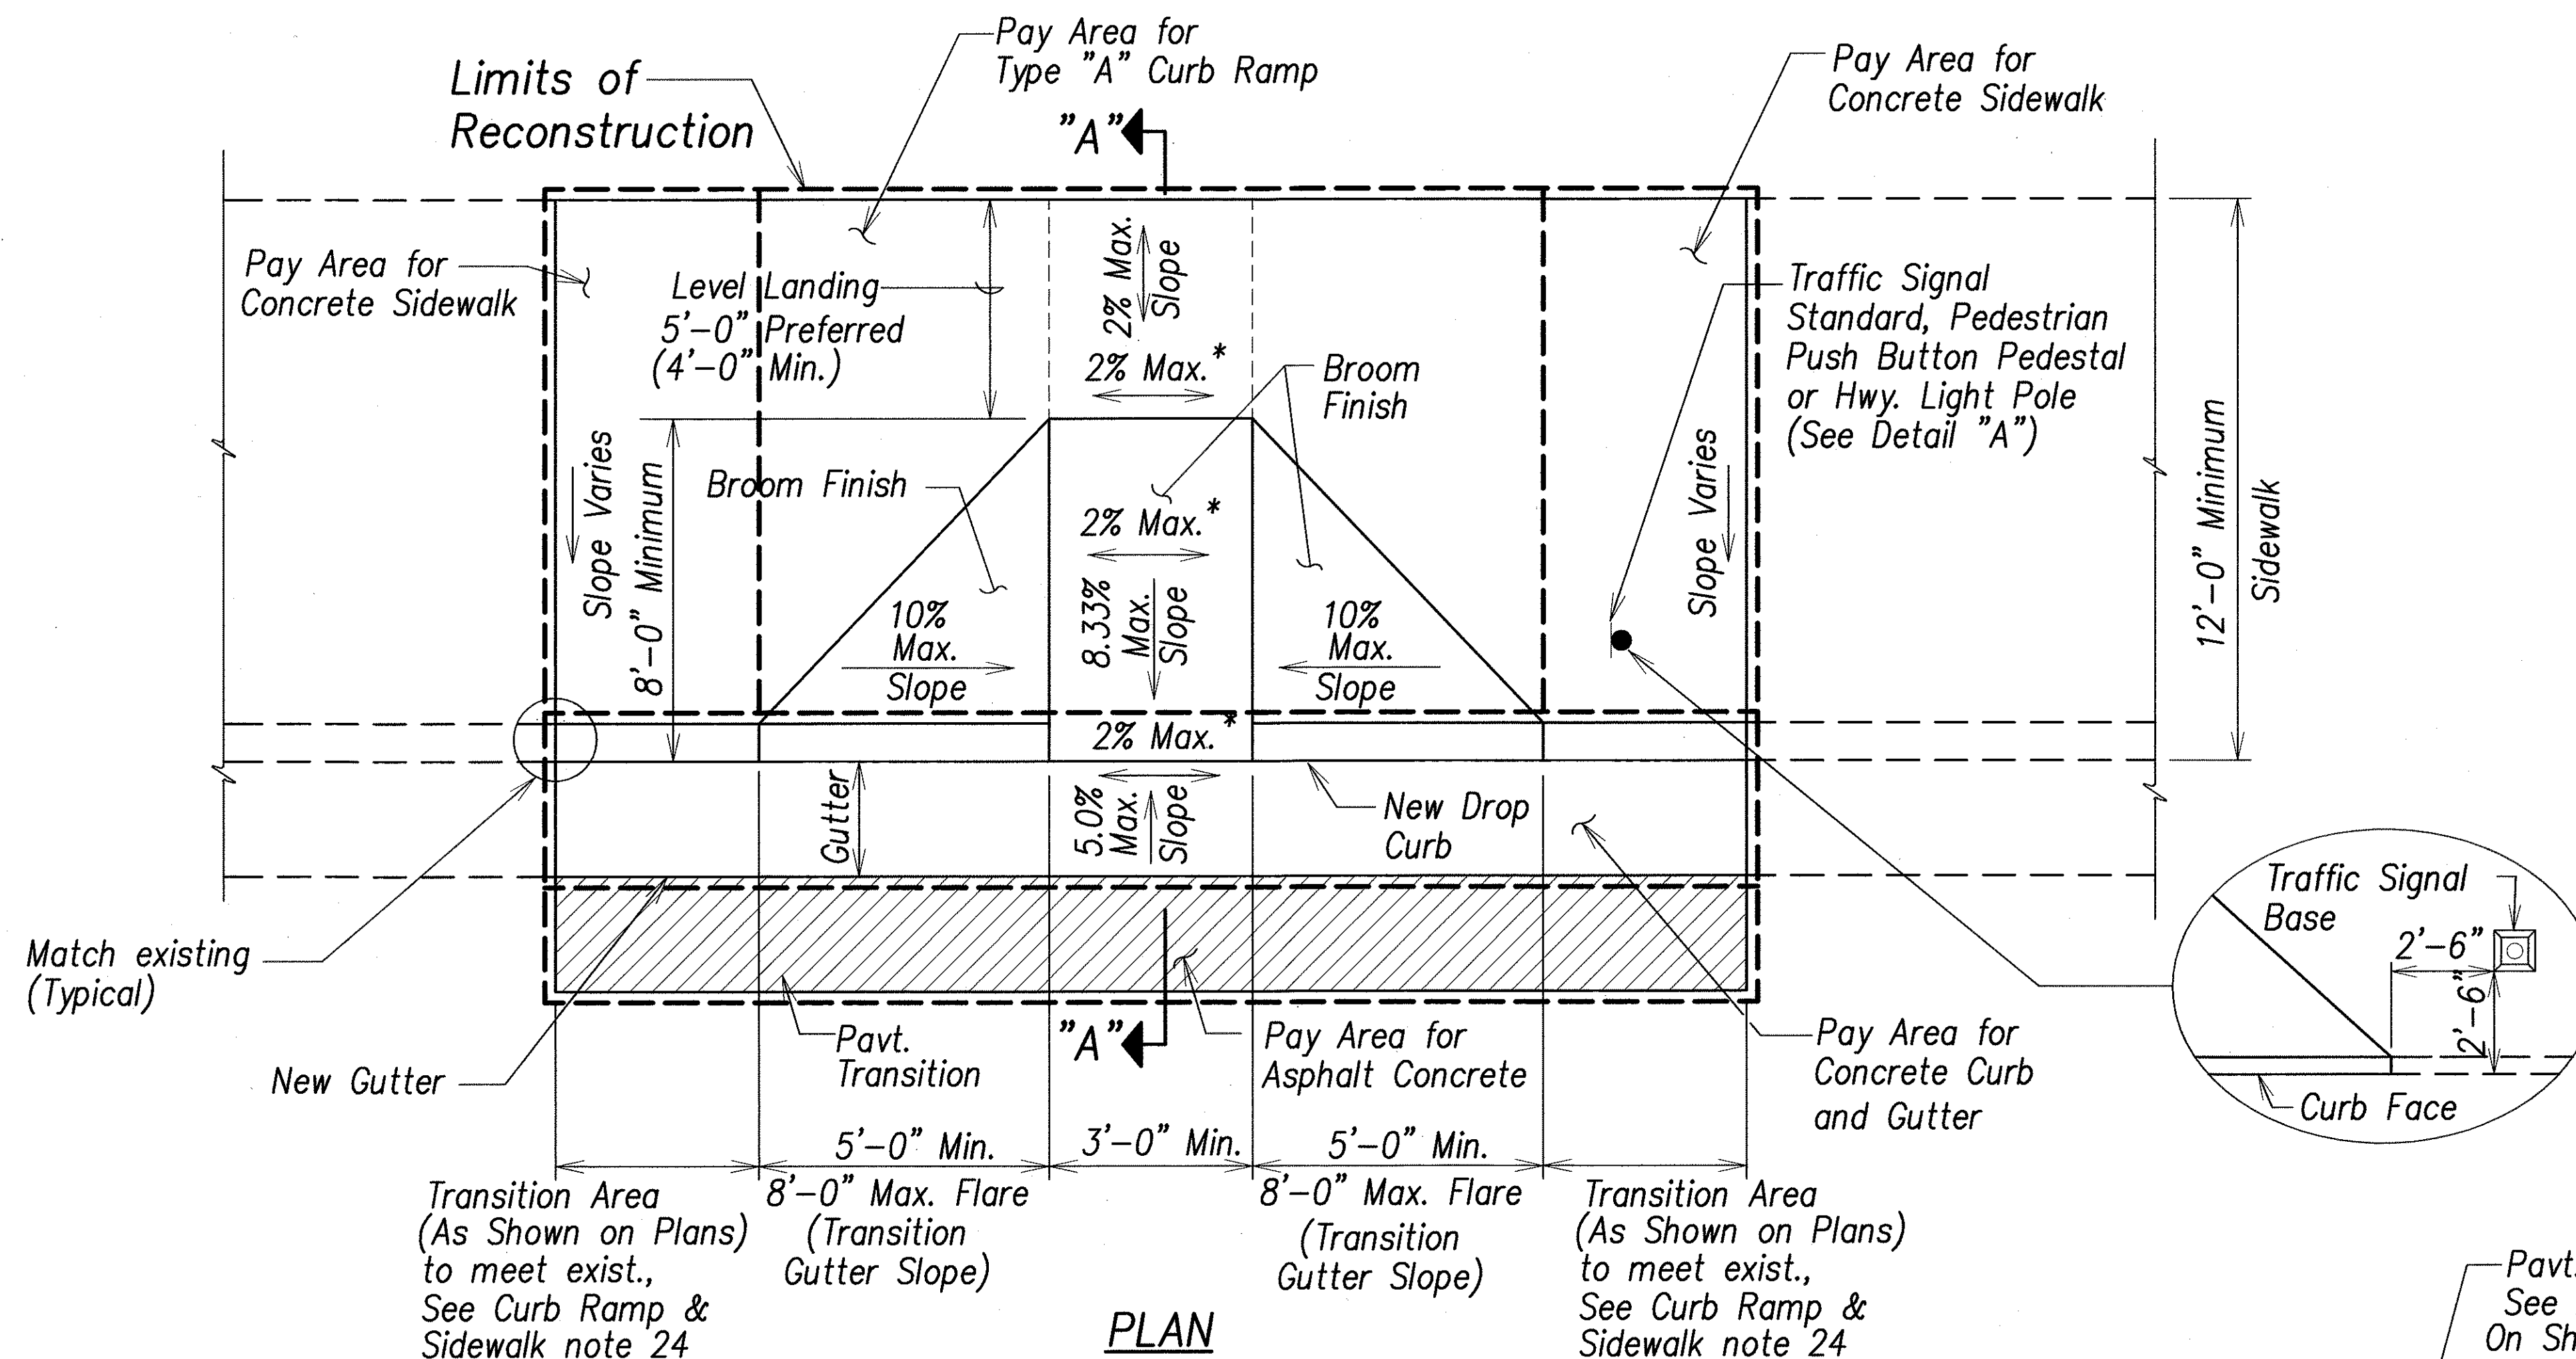 Pay Area for
Type "A" Curb Ramp
Limits of
Reconstruction
"A"
Pay Area for
Concrete Sidewalk
Pay Area for
Concrete Sidewalk
Level Landing
5'-0" Preferred
(4'-0" Min.)
2% Max.
Slope
2% Max.*
Broom
Finish
Traffic Signal
Standard, Pedestrian
Push Button Pedestal
or Hwy. Light Pole
(See Detail "A")
Slope Varies
8'-0" Minimum
Broom Finish
2% Max.*
10%
Max.
Slope
8.33%
Max.
Slope
10%
Max.
Slope
Slope Varies
12'-0" Minimum
Sidewalk
2% Max.*
Gutter
5.0%
Max.
Slope
New Drop
Curb
Match existing
(Typical)
New Gutter
Pavt.
Transition
"A"
Pay Area for
Asphalt Concrete
Pay Area for
Concrete Curb
and Gutter
Traffic Signal
Base
2'-6"
2'-6"
Curb Face
5'-0" Min.
3'-0" Min.
5'-0" Min.
Transition Area
(As Shown on Plans)
to meet exist.,
See Curb Ramp &
Sidewalk note 24
8'-0" Max. Flare
(Transition
Gutter Slope)
8'-0" Max. Flare
(Transition
Gutter Slope)
Transition Area
(As Shown on Plans)
to meet exist.,
See Curb Ramp &
Sidewalk note 24
PLAN
Pavt.
See
On Sh